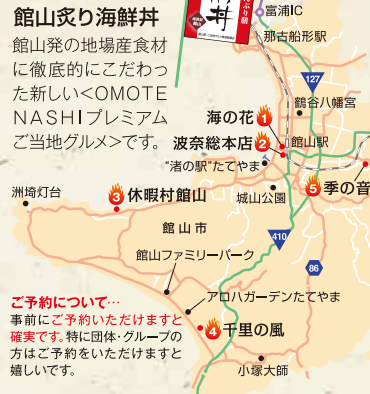 館山炙り海鮮丼
館山発の地場産食材
に徹底的にこだわっ
た新しい<OMOTE
NASHIプレミアム
ご当地グルメ>です。
丼
富浦IC
那古船形駅
127
鶴谷八幡宮
海の花 1
館山駅
波奈総本店 2
"渚の駅"たてやま
城山公園
5 季の音
洲埼灯台
3 休暇村館山
館山市
410
館山ファミリーパーク
86
アロハガーデンたてやま
4 千里の風
小塚大師
ご予約について…
事前にご予約いただけますと
確実です。特に団体・グループの
方はご予約をいただけますと
嬉しいです。